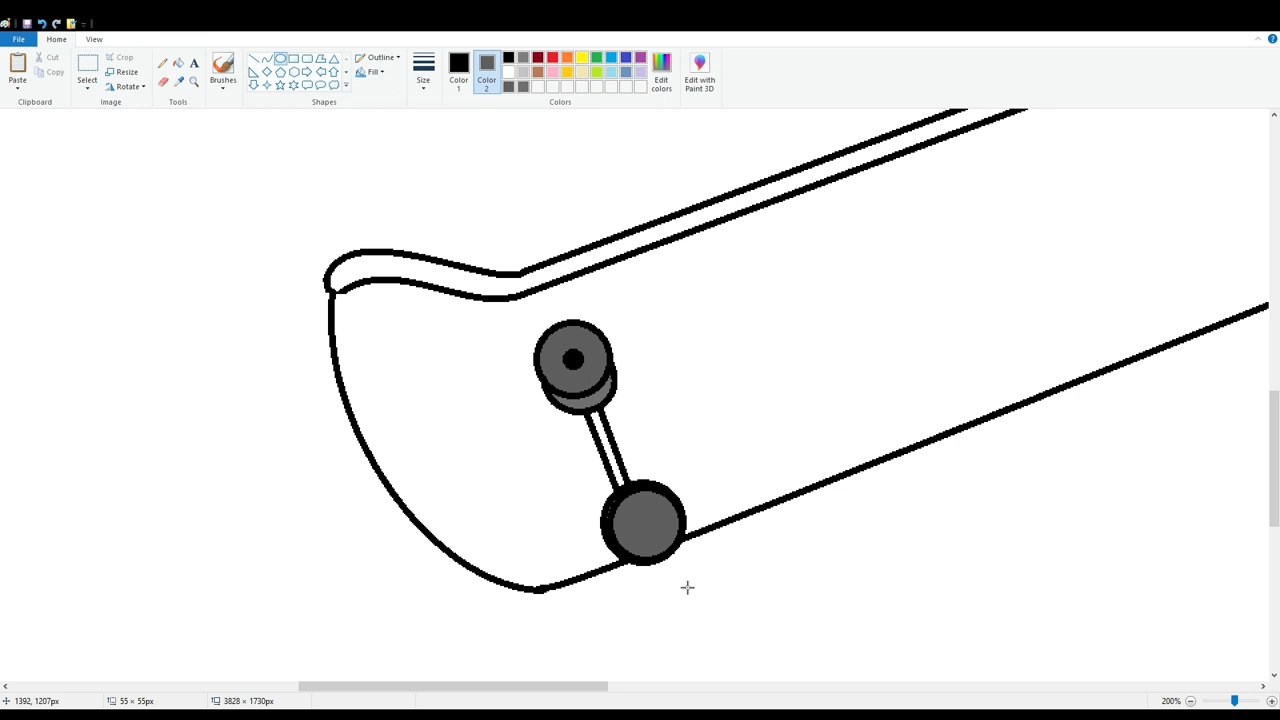 File Home View
Paste
Cut
Copy
Clipboard
Select
Crop
Resize
Rotate
Image
A
Tools
Brushes
Outline
Fill
Shapes
Size
Color 1
Color 2
Edit colors
Colors
Edit with Paint 3D
1392, 1207px 55 × 55px 3828 × 1730px 200%